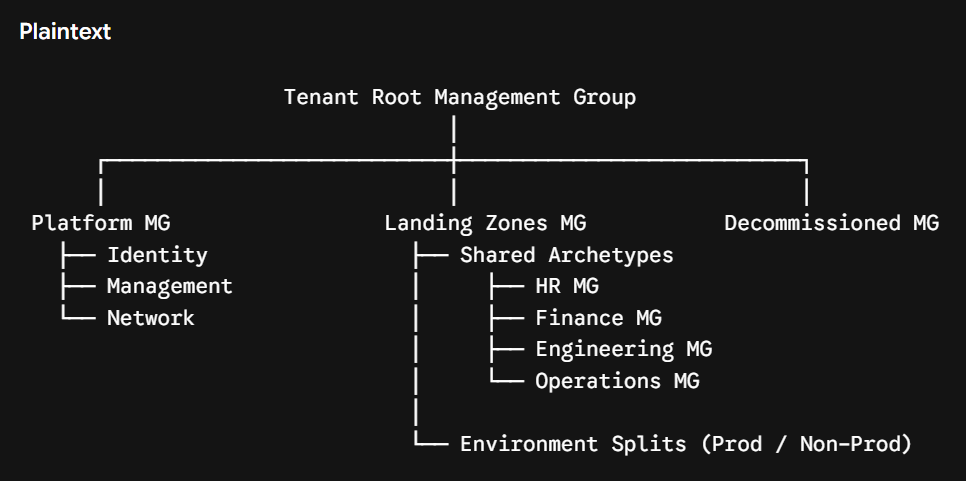 Plaintext
Tenant Root Management Group
Platform MG Landing Zones MG Decommissioned MG
Identity Shared Archetypes
Management HR MG
Network Finance MG
Engineering MG
Operations MG
Environment Splits (Prod / Non-Prod)